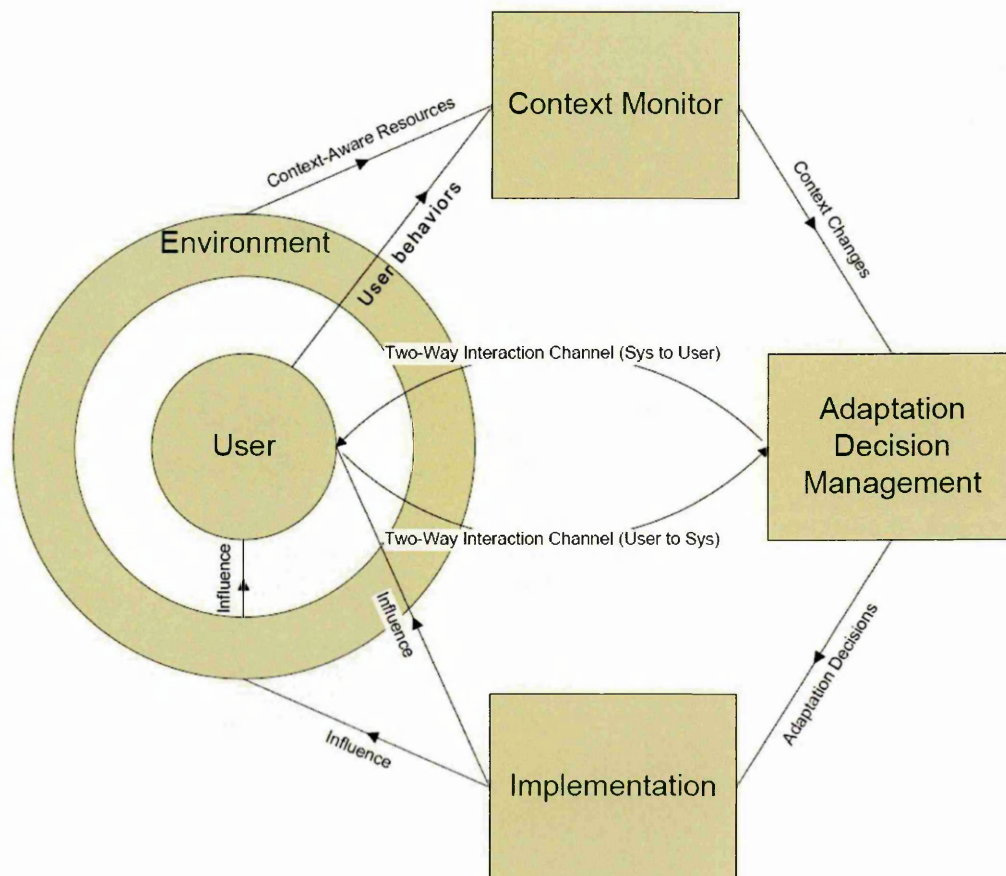 Context Monitor
Context-Aware Resources
User behaviors
Context Changes
Environment
Two-Way Interaction Channel (Sys to User)
User
Adaptation
Decision
Management
Two-Way Interaction Channel (User to Sys)
Influence
Influence
Influence
Adaptation Decisions
Implementation